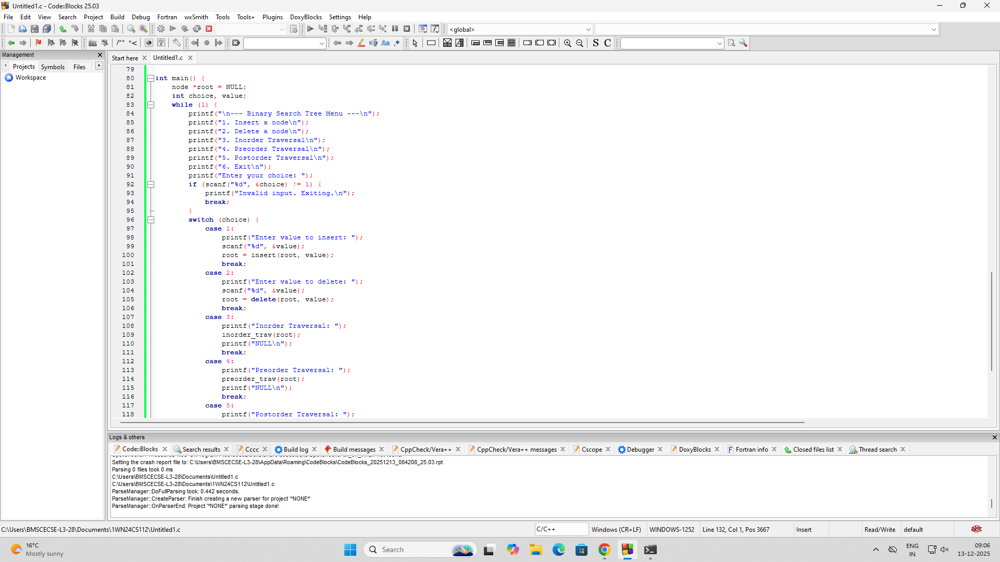 Untitled1.c - Code::Blocks 25.03
File Edit View Search Project Build Debug Fortran wxSmith Tools Tools+ Plugins DoxyBlocks Settings Help
<global>
/** *<
Aa .*
S C
Management
Projects Symbols Files
Workspace
Start here Untitled1.c
79
80 int main() {
81 node *root = NULL;
82 int choice, value;
83 while (1) {
84 printf("\n--- Binary Search Tree Menu ---\n");
85 printf("1. Insert a node\n");
86 printf("2. Delete a node\n");
87 printf("3. Inorder Traversal\n");
88 printf("4. Preorder Traversal\n");
89 printf("5. Postorder Traversal\n");
90 printf("6. Exit\n");
91 printf("Enter your choice: ");
92 if (scanf("%d", &choice) != 1) {
93 printf("Invalid input. Exiting.\n");
94 break;
95 }
96 switch (choice) {
97 case 1:
98 printf("Enter value to insert: ");
99 scanf("%d", &value);
100 root = insert(root, value);
101 break;
102 case 2:
103 printf("Enter value to delete: ");
104 scanf("%d", &value);
105 root = delete(root, value);
106 break;
107 case 3:
108 printf("Inorder Traversal: ");
109 inorder_trav(root);
110 printf("NULL\n");
111 break;
112 case 4:
113 printf("Preorder Traversal: ");
114 preorder_trav(root);
115 printf("NULL\n");
116 break;
117 case 5:
118 printf("Postorder Traversal: ");
Logs & others
Code::Blocks Search results Cccc Build log Build messages CppCheck/Vera++ CppCheck/Vera++ messages Cscope Debugger DoxyBlocks Fortran info Closed files list Thread search
Setting the crash report file to: C:\Users\BMSCECSE-L3-28\AppData\Roaming\CodeBlocks\CodeBlocks_20251213_084208_25.03.rpt
Parsing 0 files took 0 ms
C:\Users\BMSCECSE-L3-28\Documents\Untitled1.c
C:\Users\BMSCECSE-L3-28\Documents\1WN24CS112\Untitled1.c
ParseManager::DoFullParsing took: 0.442 seconds.
ParseManager::CreateParser: Finish creating a new parser for project '*NONE*'
ParseManager::OnParserEnd: Project '*NONE*' parsing stage done!
C:\Users\BMSCECSE-L3-28\Documents\1WN24CS112\Untitled1.c C/C++ Windows (CR+LF) WINDOWS-1252 Line 132, Col 1, Pos 3667 Insert Read/Write default abc
16°C
Mostly sunny
Search
ENG
IN
09:06
13-12-2025